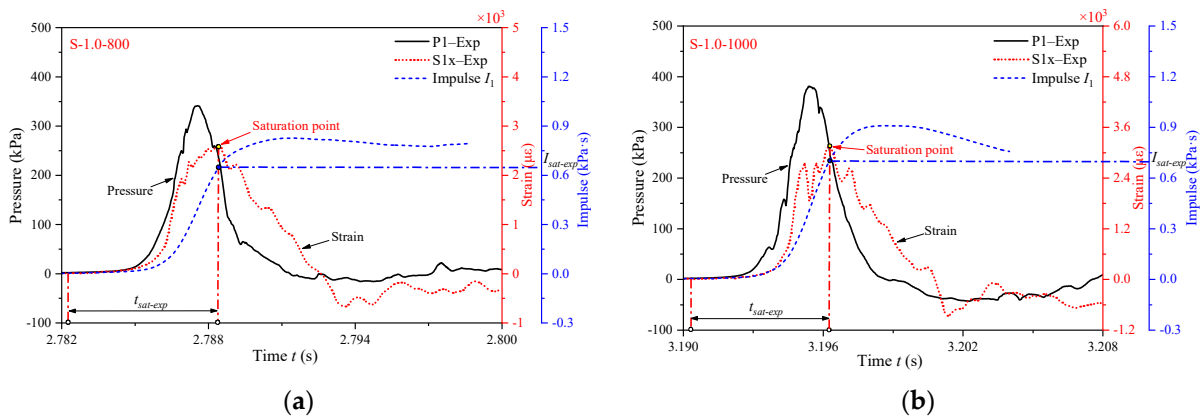 ×10³
500
5
1.5
S-1.0-800
P1–Exp
S1x–Exp
Impulse I₁
400
4
1.2
300
3
0.9
Saturation point
200
2
0.6
I_sat-exp
Pressure
100
1
0.3
Strain
0
0
0.0
t_sat-exp
-100
-1
-0.3
2.782
2.788
2.794
2.800
Time t (s)
Pressure (kPa)
Strain (με)
Impulse (kPa·s)
(a)
×10³
500
6.0
1.5
S-1.0-1000
P1–Exp
S1x–Exp
Impulse I₁
400
4.8
1.2
300
3.6
0.9
Saturation point
I_sat-exp
200
2.4
0.6
Pressure
100
1.2
0.3
Strain
0
0.0
0.0
t_sat-exp
-100
-1.2
-0.3
3.190
3.196
3.202
3.208
Time t (s)
Pressure (kPa)
Strain (με)
Impulse (kPa·s)
(b)